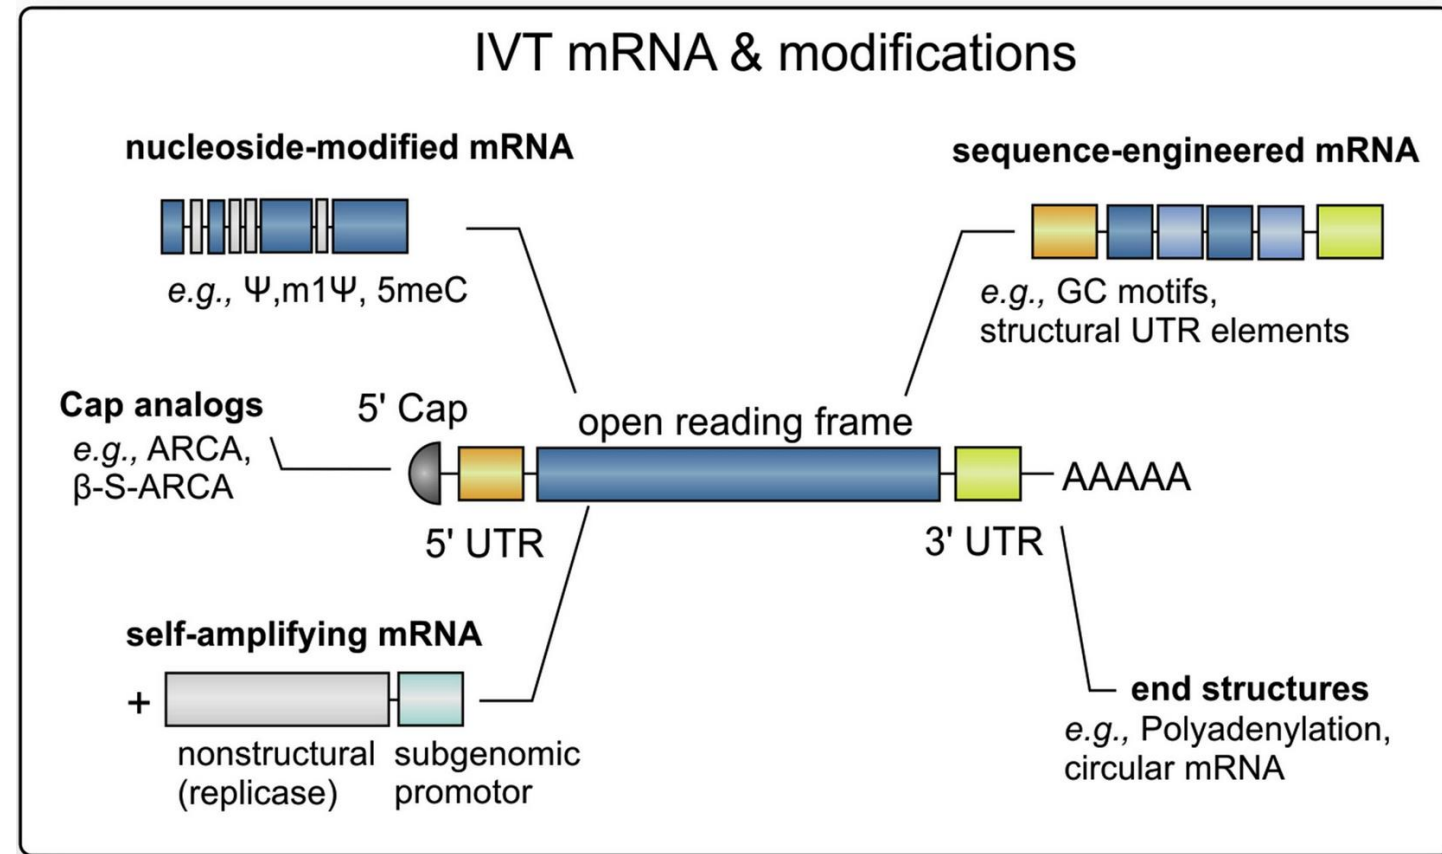 IVT mRNA & modifications
nucleoside-modified mRNA
e.g., Ψ,m1Ψ, 5meC
sequence-engineered mRNA
e.g., GC motifs,
structural UTR elements
Cap analogs
e.g., ARCA,
β-S-ARCA
5' Cap
open reading frame
AAAAA
5' UTR
3' UTR
self-amplifying mRNA
+
nonstructural
(replicase)
subgenomic
promotor
end structures
e.g., Polyadenylation,
circular mRNA